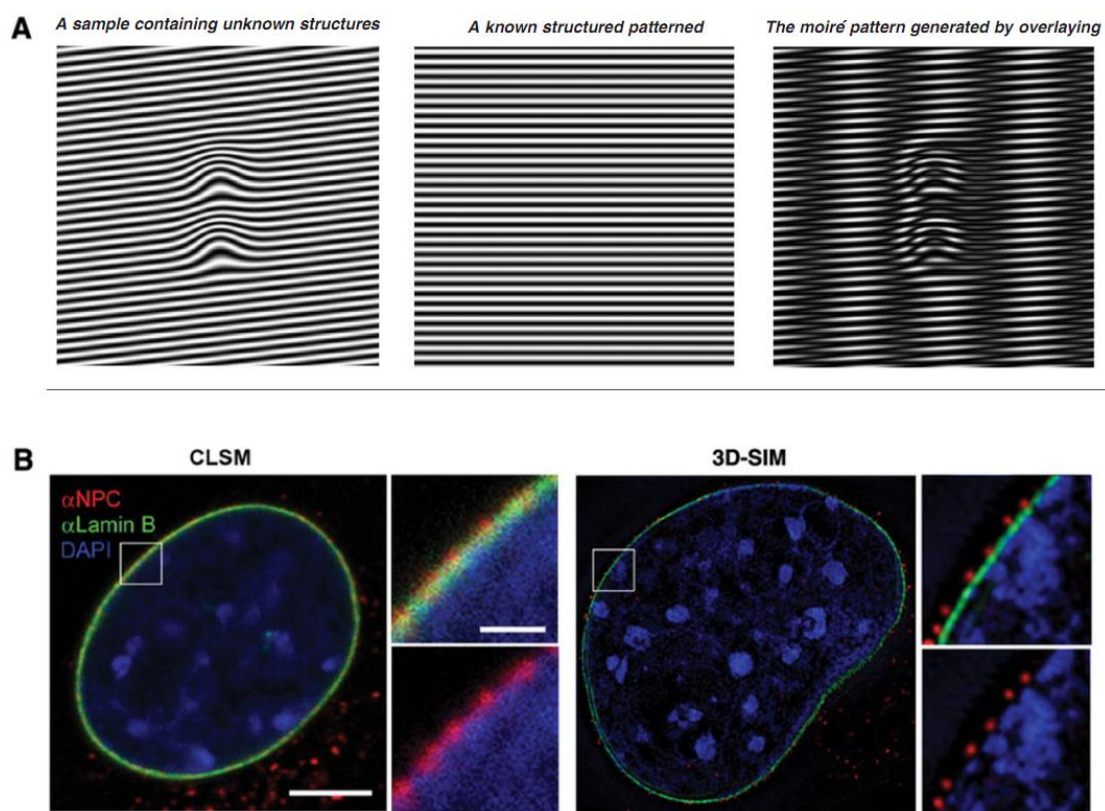 A
A sample containing unknown structures
A known structured patterned
The moiré pattern generated by overlaying
B
CLSM
3D-SIM
αNPC
αLamin B
DAPI